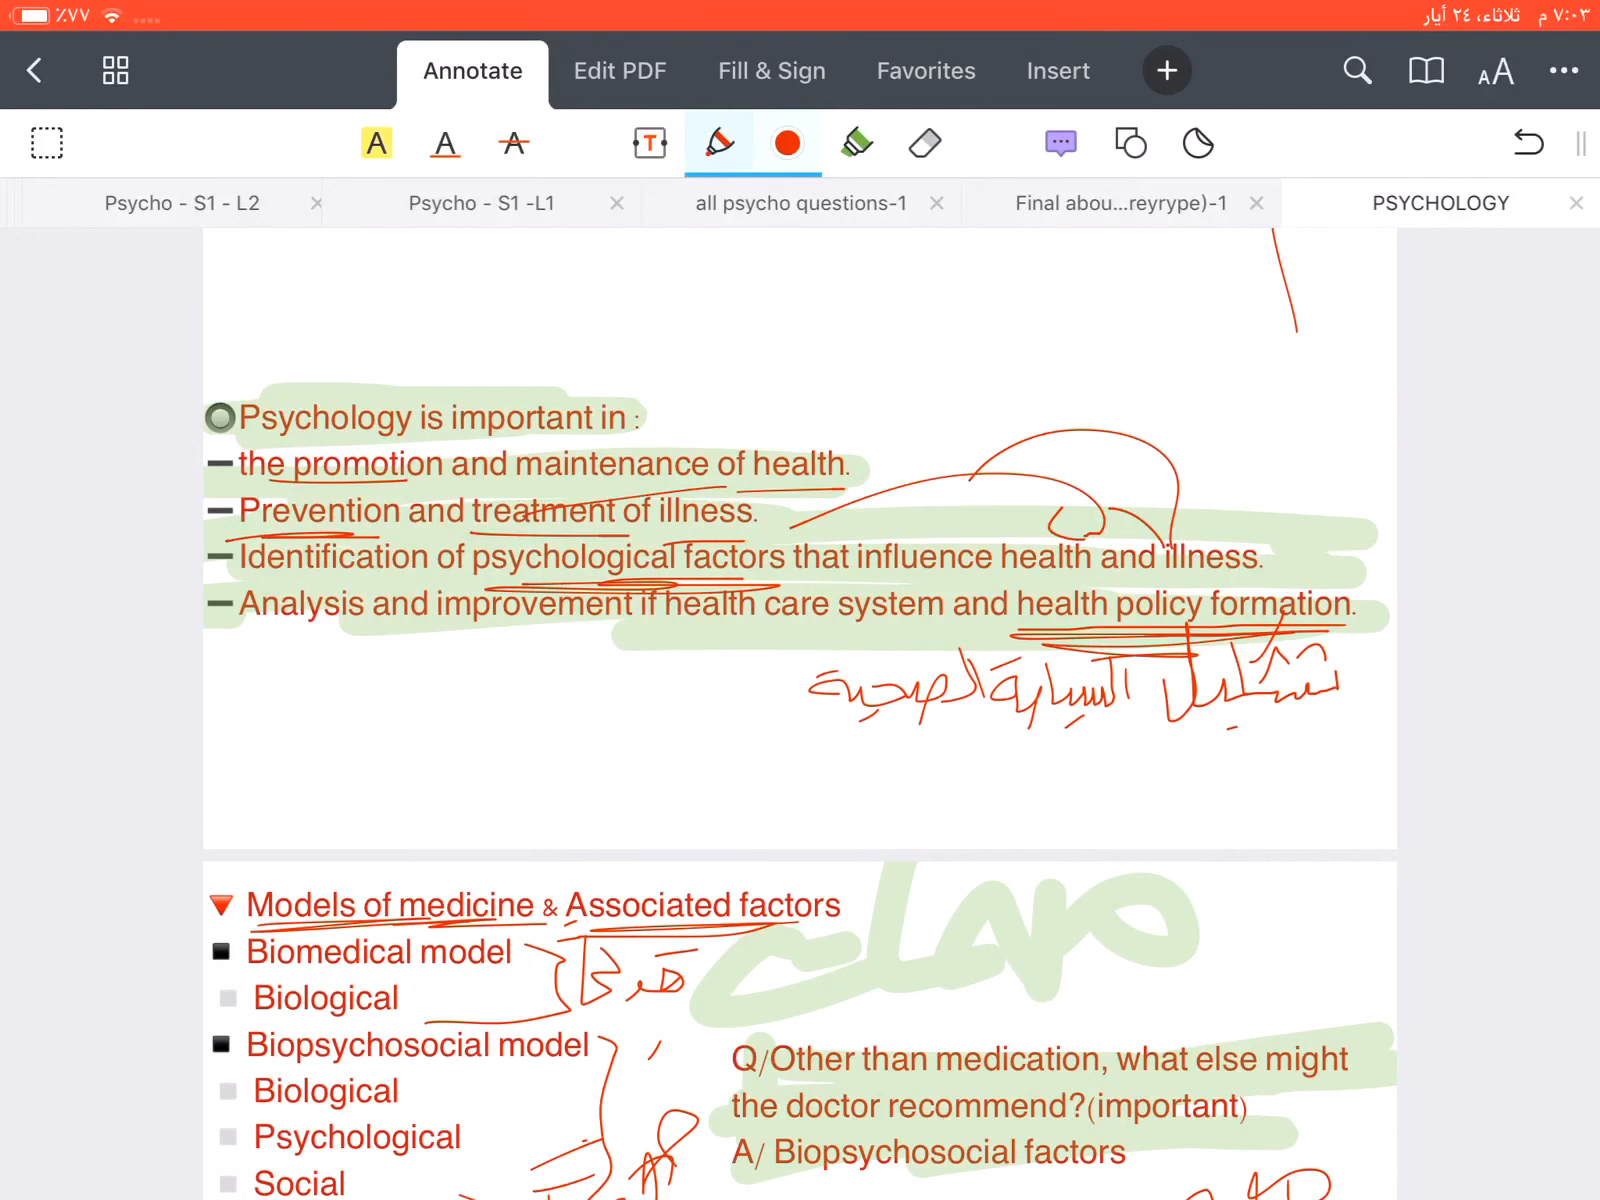 ٪٧٧
٧:٠٣ م ثلاثاء، ٢٤ أيار
Annotate Edit PDF Fill & Sign Favorites Insert
AA
A A A T
Psycho - S1 - L2 Psycho - S1 -L1 all psycho questions-1 Final abou...reyrype)-1 PSYCHOLOGY
Psychology is important in :
the promotion and maintenance of health.
Prevention and treatment of illness.
Identification of psychological factors that influence health and illness.
Analysis and improvement if health care system and health policy formation.
تشكيل السياسة الصحية
Models of medicine & Associated factors
Biomedical model
Biological
Biopsychosocial model
Biological
Psychological
Social
Q/Other than medication, what else might
the doctor recommend?(important)
A/ Biopsychosocial factors